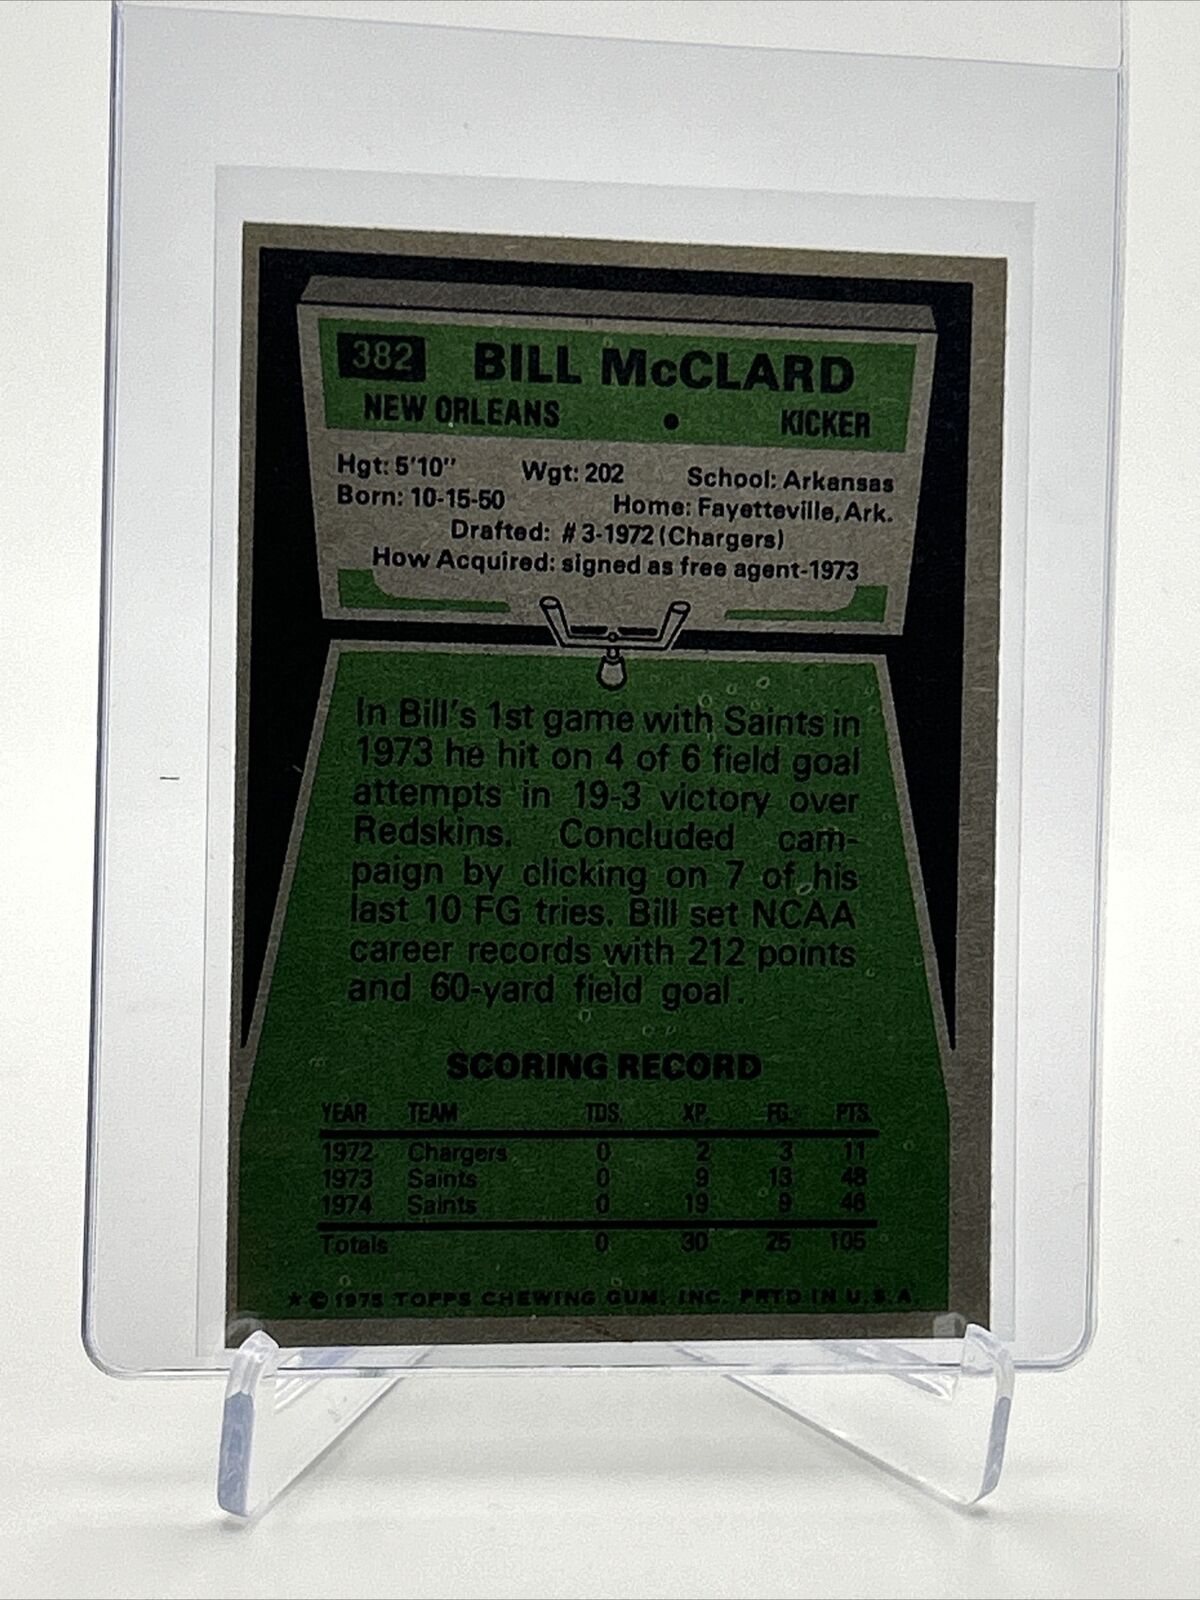 382 BILL McCLARD
NEW ORLEANS • KICKER
Hgt: 5'10" Wgt: 202 School: Arkansas
Born: 10-15-50 Home: Fayetteville, Ark.
Drafted: #3-1972 (Chargers)
How Acquired: signed as free agent-1973
In Bill's 1st game with Saints in
1973 he hit on 4 of 6 field goal
attempts in 19-3 victory over
Redskins. Concluded cam-
paign by clicking on 7 of his
last 10 FG tries. Bill set NCAA
career records with 212 points
and 60-yard field goal.
SCORING RECORD
YEAR TEAM TDS. XP. FG. PTS.
1972 Chargers 0 2 3 11
1973 Saints 0 9 13 48
1974 Saints 0 19 9 46
Totals 0 30 25 105
★ © 1975 TOPPS CHEWING GUM, INC. PRTD IN U.S.A.